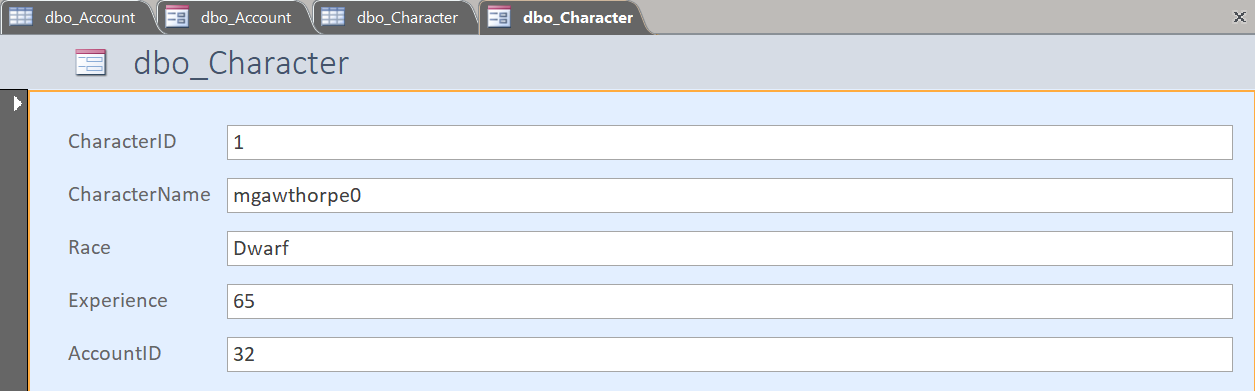 dbo_Account dbo_Account dbo_Character dbo_Character
dbo_Character
CharacterID 1
CharacterName mgawthorpe0
Race Dwarf
Experience 65
AccountID 32